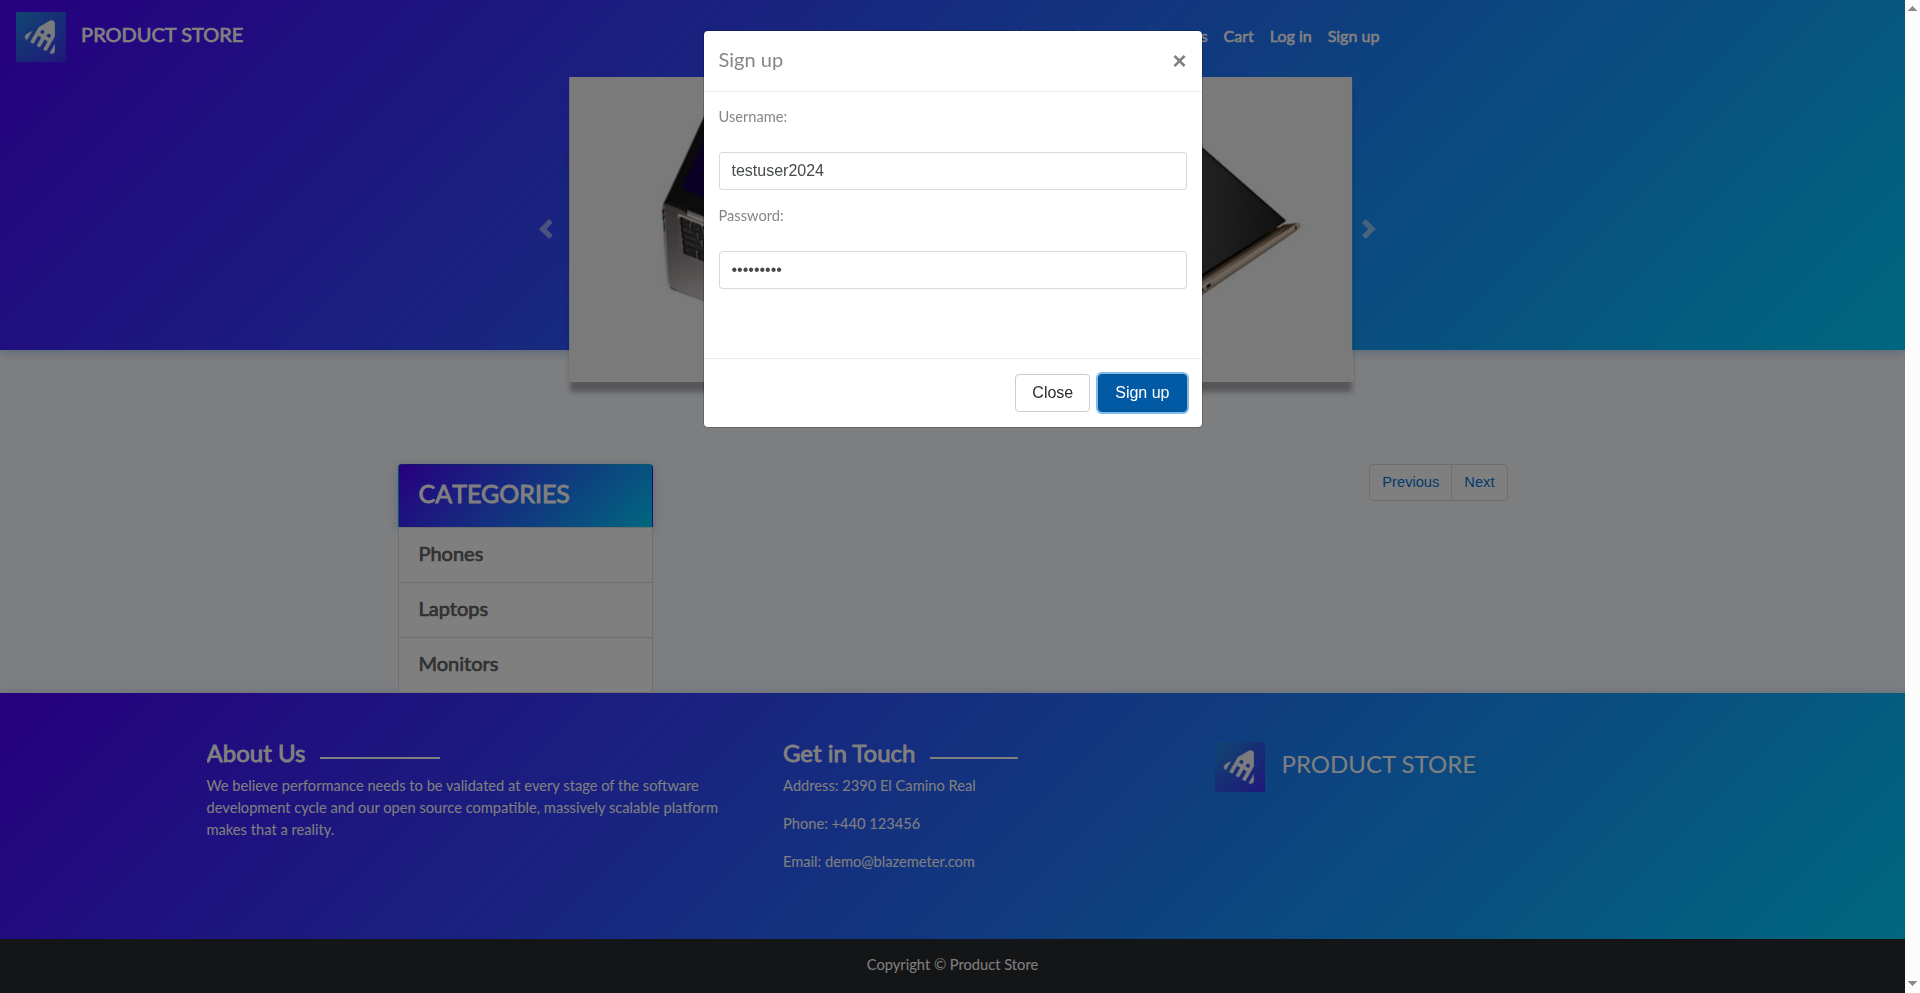 PRODUCT STORE
s Cart Log in Sign up
Sign up
×
Username:
testuser2024
Password:
•••••••••
Close Sign up
CATEGORIES
Phones
Laptops
Monitors
Previous Next
About Us
We believe performance needs to be validated at every stage of the software
development cycle and our open source compatible, massively scalable platform
makes that a reality.
Get in Touch
Address: 2390 El Camino Real
Phone: +440 123456
Email: demo@blazemeter.com
PRODUCT STORE
Copyright © Product Store